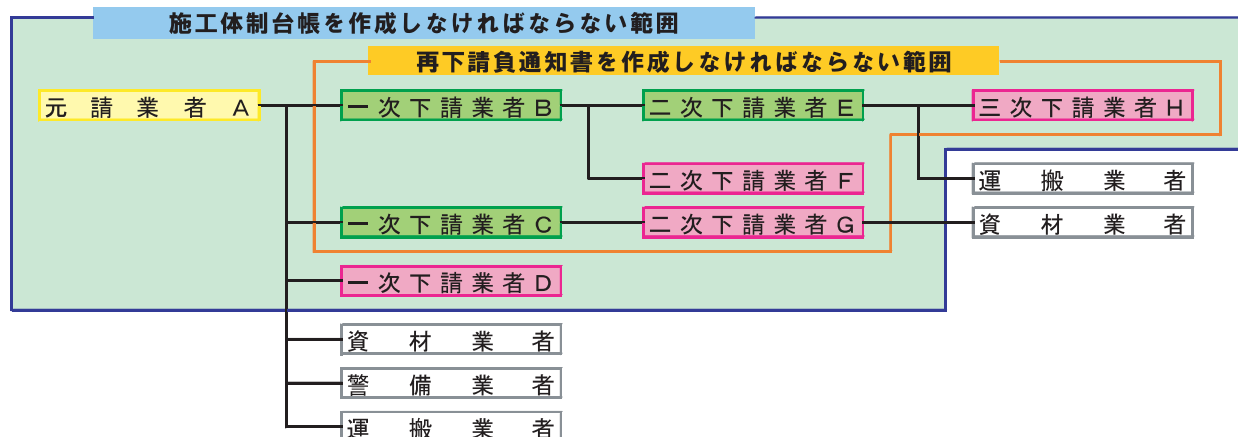 施工体制台帳を作成しなければならない範囲
再下請負通知書を作成しなければならない範囲
元請業者A
一次下請業者B
二次下請業者E
三次下請業者H
二次下請業者F
運搬業者
一次下請業者C
二次下請業者G
資材業者
一次下請業者D
資材業者
警備業者
運搬業者